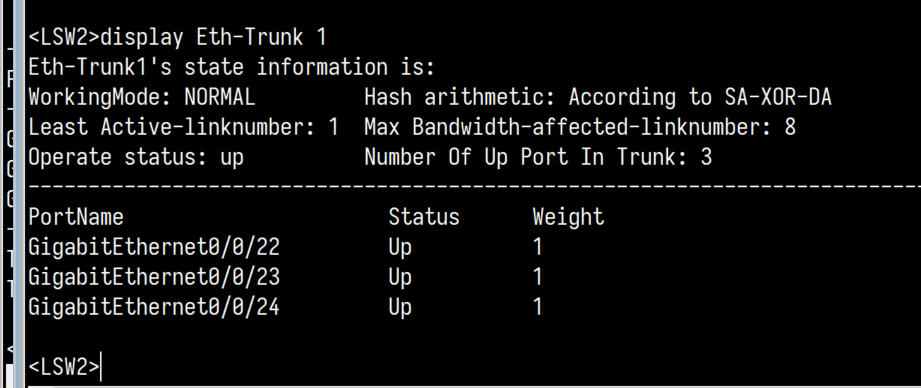 <LSW2>display Eth-Trunk 1
Eth-Trunk1's state information is:
WorkingMode: NORMAL         Hash arithmetic: According to SA-XOR-DA
Least Active-linknumber: 1  Max Bandwidth-affected-linknumber: 8
Operate status: up          Number Of Up Port In Trunk: 3
--------------------------------------------------------------------------------
PortName                      Status      Weight
GigabitEthernet0/0/22         Up          1
GigabitEthernet0/0/23         Up          1
GigabitEthernet0/0/24         Up          1
<LSW2>